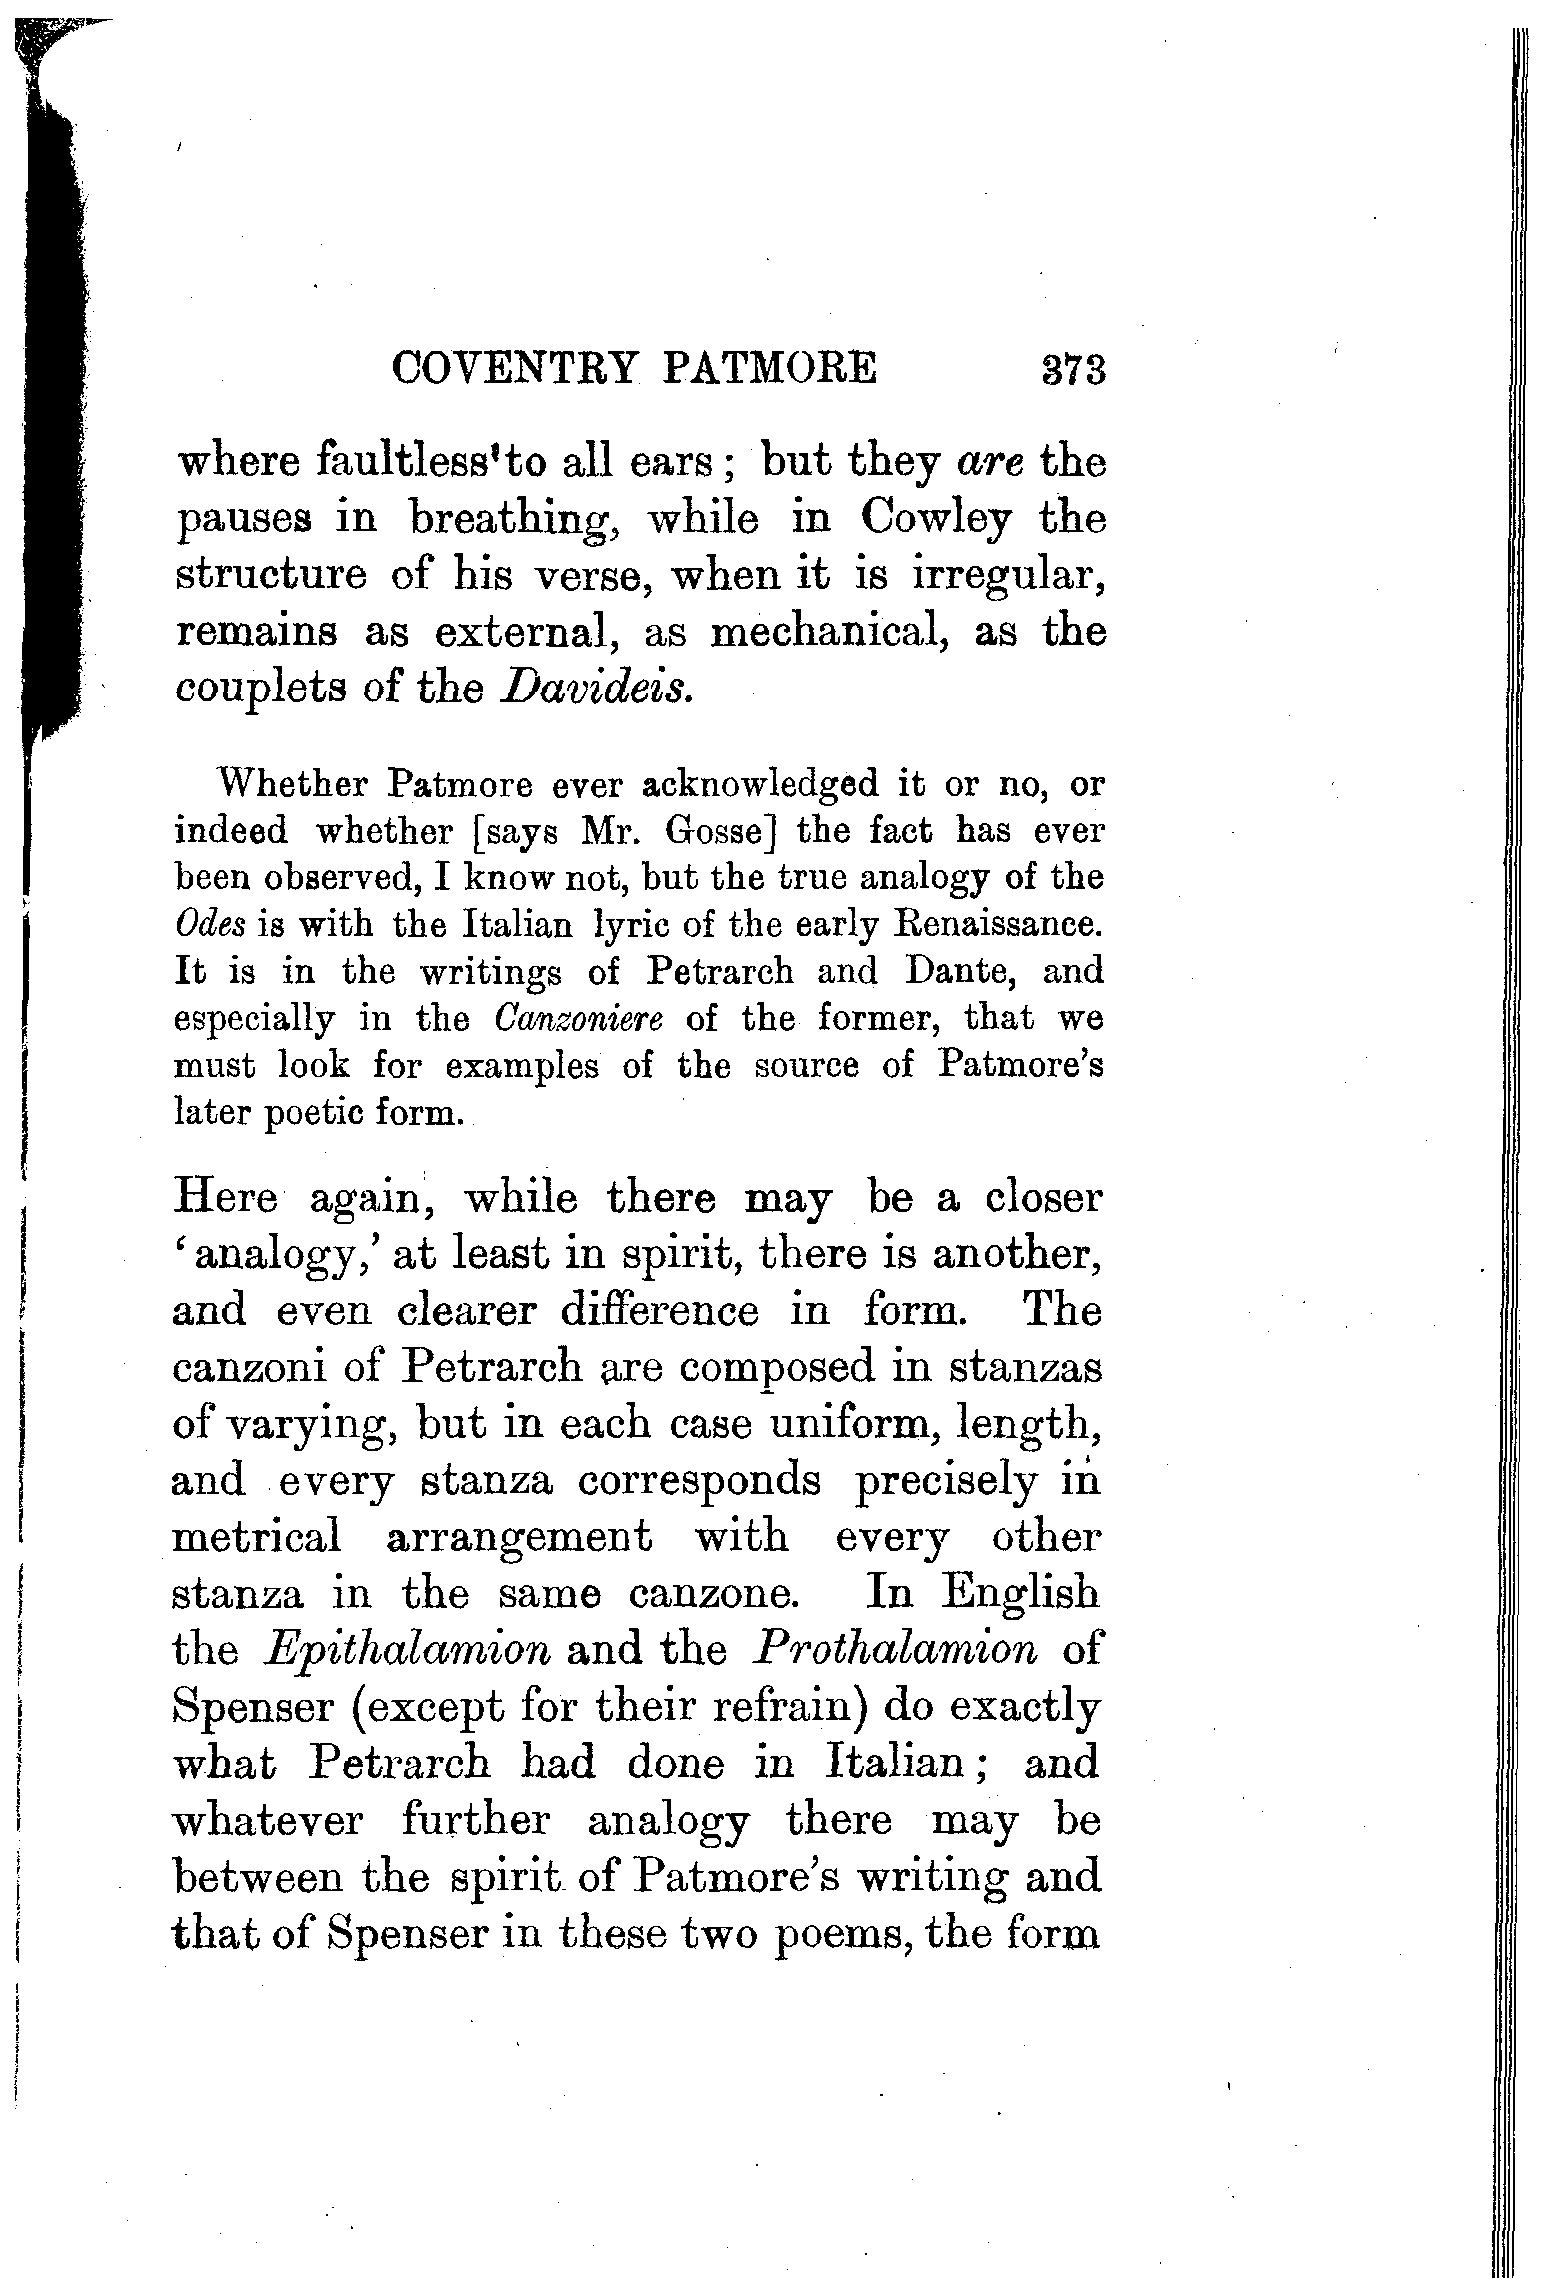 COVENTRY PATMORE 373
where faultless to all ears; but they are the
pauses in breathing, while in Cowley the
structure of his verse, when it is irregular,
remains as external, as mechanical, as the
couplets of the Davideis.
Whether Patmore ever acknowledged it or no, or
indeed whether [says Mr. Gosse] the fact has ever
been observed, I know not, but the true analogy of the
Odes is with the Italian lyric of the early Renaissance.
It is in the writings of Petrarch and Dante, and
especially in the Canzoniere of the former, that we
must look for examples of the source of Patmore's
later poetic form.
Here again, while there may be a closer
'analogy,' at least in spirit, there is another,
and even clearer difference in form. The
canzoni of Petrarch are composed in stanzas
of varying, but in each case uniform, length,
and every stanza corresponds precisely in
metrical arrangement with every other
stanza in the same canzone. In English
the Epithalamion and the Prothalamion of
Spenser (except for their refrain) do exactly
what Petrarch had done in Italian; and
whatever further analogy there may be
between the spirit of Patmore's writing and
that of Spenser in these two poems, the form